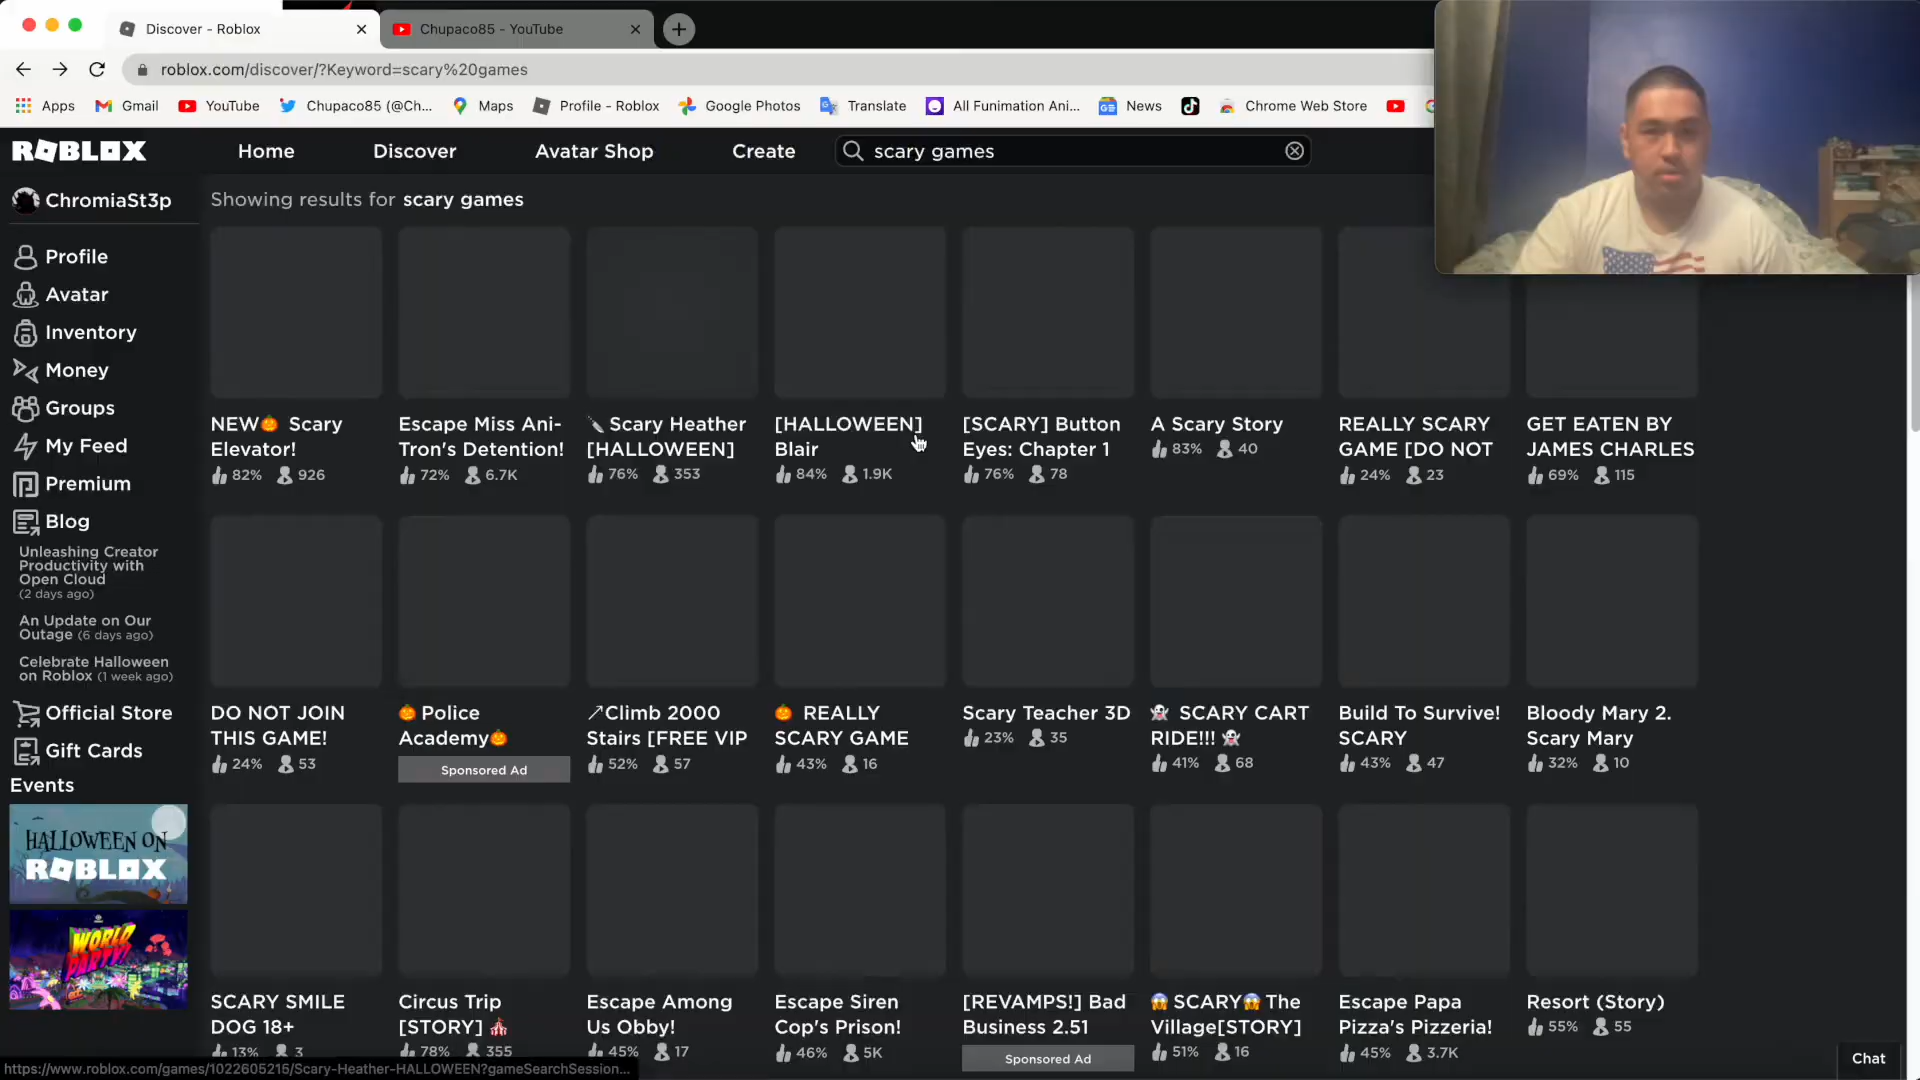 Discover - Roblox
Chupaco85 - YouTube
roblox.com/discover/?Keyword=scary%20games
Apps
Gmail
YouTube
Chupaco85 (@Ch...
Maps
Profile - Roblox
Google Photos
Translate
All Funimation Ani...
News
Chrome Web Store
ROBLOX
Home
Discover
Avatar Shop
Create
scary games
ChromiaSt3p
Profile
Avatar
Inventory
Money
Groups
My Feed
Premium
Blog
Unleashing Creator
Productivity with
Open Cloud
(2 days ago)
An Update on Our
Outage (6 days ago)
Celebrate Halloween
on Roblox (1 week ago)
Official Store
Gift Cards
Events
HALLOWEEN ON
ROBLOX
WORLD
PARTY!
Showing results for scary games
NEW🎃 Scary
Elevator!
82% 926
Escape Miss Ani-
Tron's Detention!
72% 6.7K
🔪Scary Heather
[HALLOWEEN]
76% 353
[HALLOWEEN]
Blair
84% 1.9K
[SCARY] Button
Eyes: Chapter 1
76% 78
A Scary Story
83% 40
REALLY SCARY
GAME [DO NOT
24% 23
GET EATEN BY
JAMES CHARLES
69% 115
DO NOT JOIN
THIS GAME!
24% 53
🎃Police
Academy🎃
Sponsored Ad
↗Climb 2000
Stairs [FREE VIP
52% 57
🎃 REALLY
SCARY GAME
43% 16
Scary Teacher 3D
23% 35
👻 SCARY CART
RIDE!!! 👻
41% 68
Build To Survive!
SCARY
43% 47
Bloody Mary 2.
Scary Mary
32% 10
SCARY SMILE
DOG 18+
13% 3
Circus Trip
[STORY] 🎪
78% 355
Escape Among
Us Obby!
45% 17
Escape Siren
Cop's Prison!
46% 5K
[REVAMPS!] Bad
Business 2.51
Sponsored Ad
😱SCARY😱The
Village[STORY]
51% 16
Escape Papa
Pizza's Pizzeria!
45% 3.7K
Resort (Story)
55% 55
https://www.roblox.com/games/1022605215/Scary-Heather-HALLOWEEN?gameSearchSession...
Chat